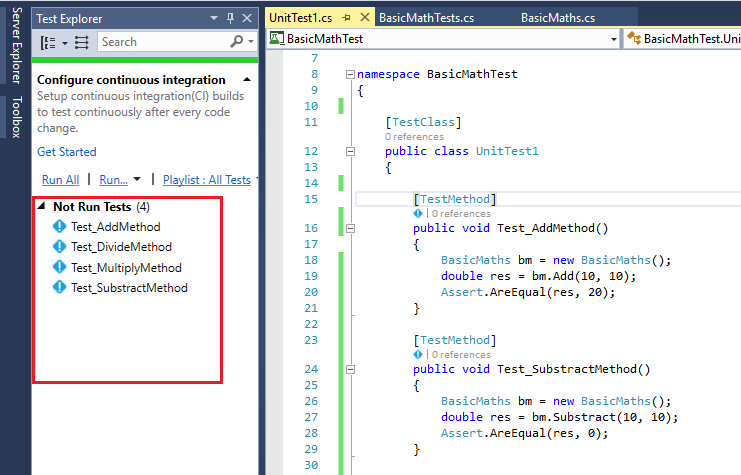 Server Explorer
Toolbox
Test Explorer
Search
Configure continuous integration
Setup continuous integration(CI) builds
to test continuously after every code
change.
Get Started
Run All | Run... | Playlist : All Tests
Not Run Tests (4)
Test_AddMethod
Test_DivideMethod
Test_MultiplyMethod
Test_SubstractMethod
UnitTest1.cs BasicMathTests.cs BasicMaths.cs
BasicMathTest BasicMathTest.Uni
7
8 namespace BasicMathTest
9 {
10
11 [TestClass]
0 references
12 public class UnitTest1
13 {
14
15 [TestMethod]
| 0 references
16 public void Test_AddMethod()
17 {
18 BasicMaths bm = new BasicMaths();
19 double res = bm.Add(10, 10);
20 Assert.AreEqual(res, 20);
21 }
22
23 [TestMethod]
| 0 references
24 public void Test_SubstractMethod()
25 {
26 BasicMaths bm = new BasicMaths();
27 double res = bm.Substract(10, 10);
28 Assert.AreEqual(res, 0);
29 }
30